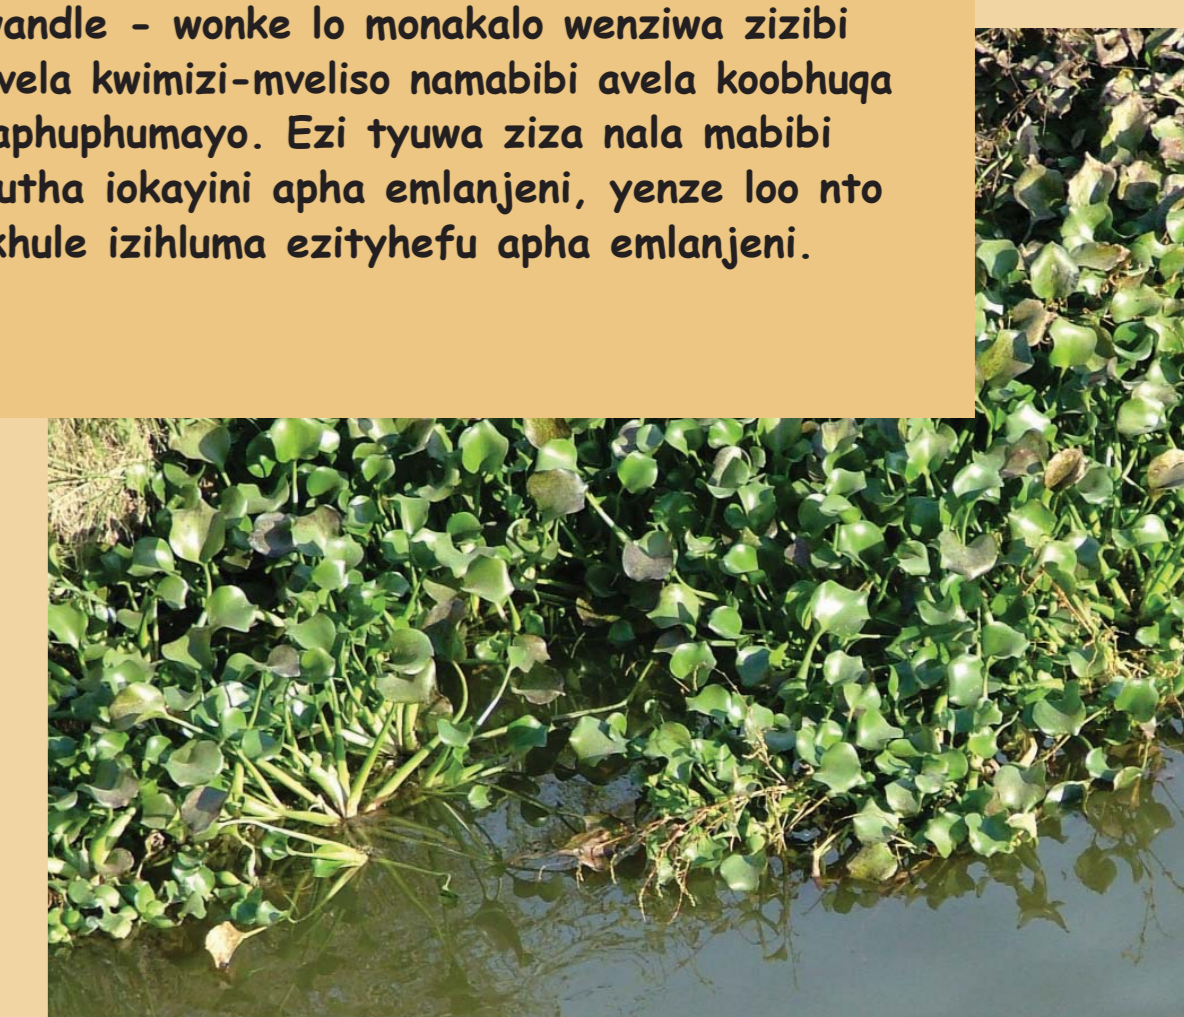 wandle - wonke lo monakalo wenziwa zizibi
vela kwimizi-mveliso namabibi avela koobhuqa
aphuphumayo. Ezi tyuwa ziza nala mabibi
utha iokayini apha emlanjeni, yenze loo nto
khule izihluma ezityhefu apha emlanjeni.